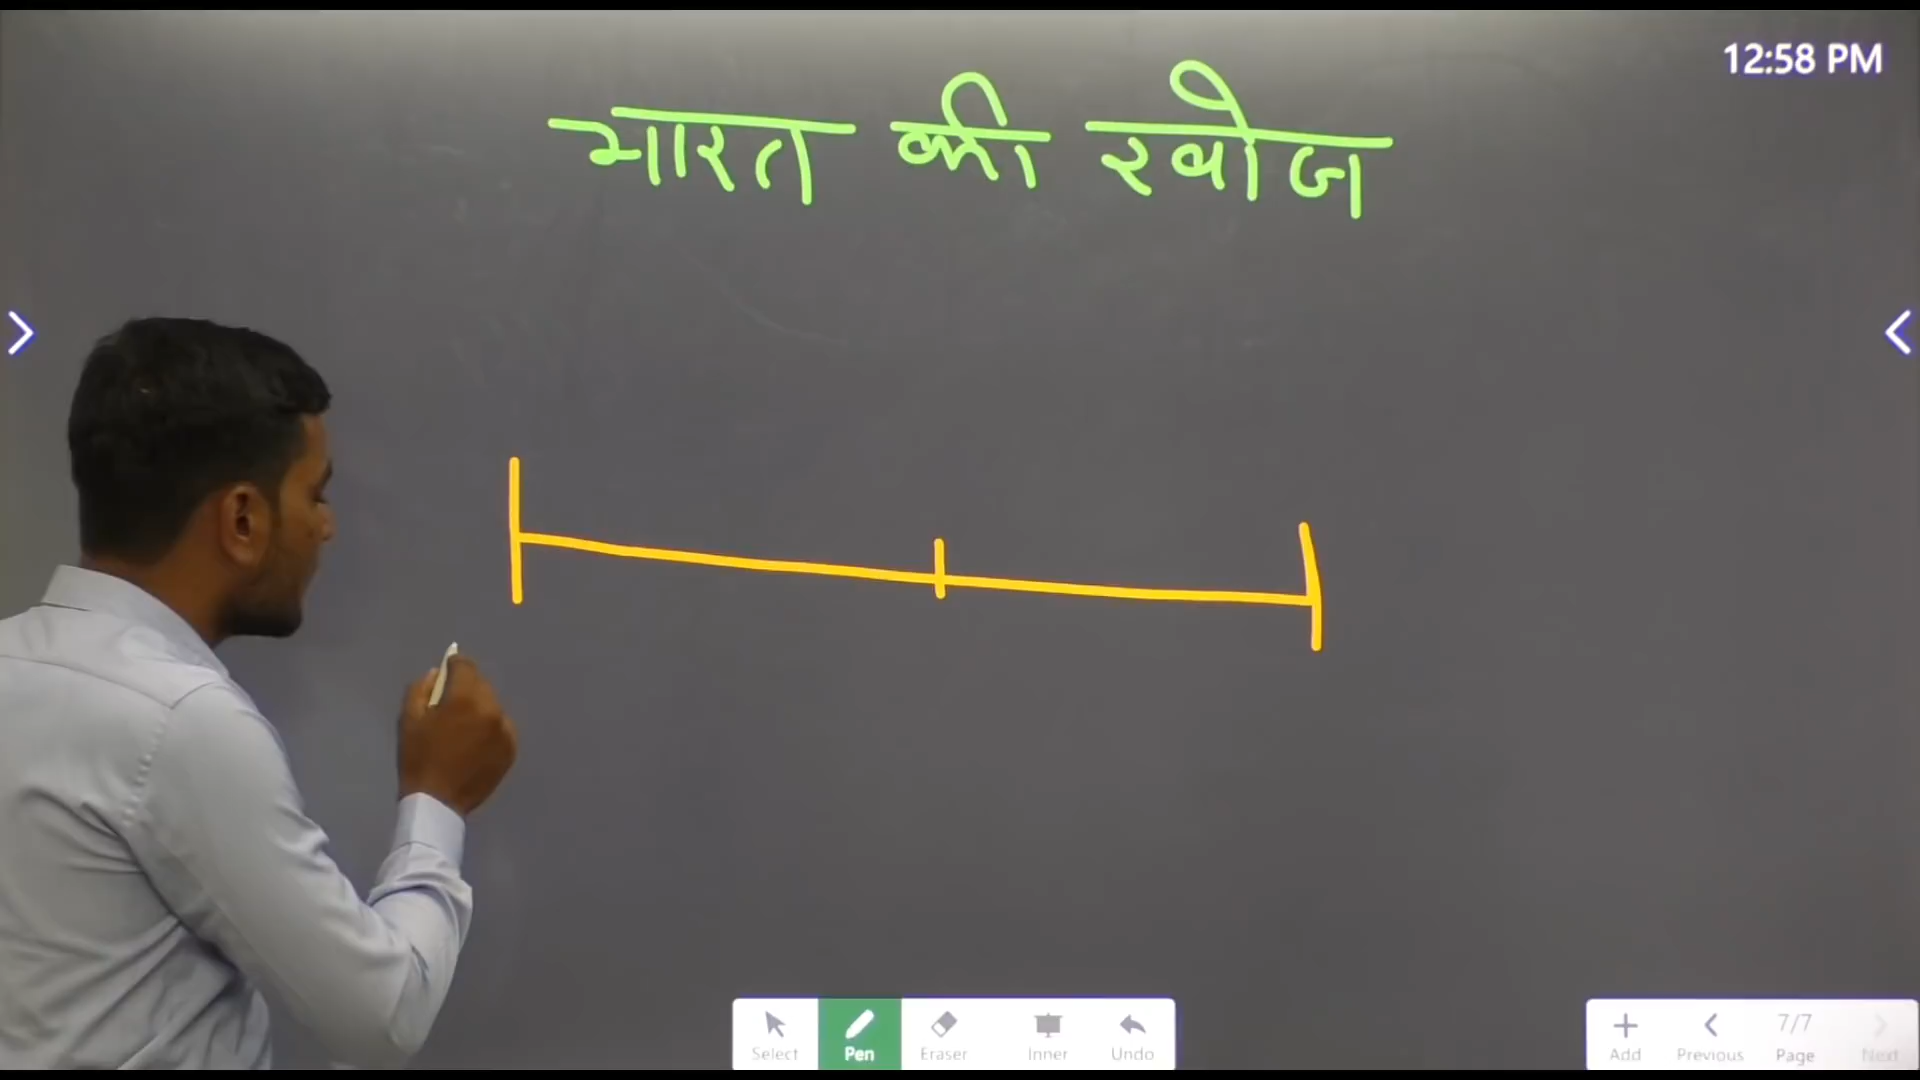 12:58 PM
भारत की खोज
Select Pen Eraser Inner Undo
Add Previous 7/7 Page Next